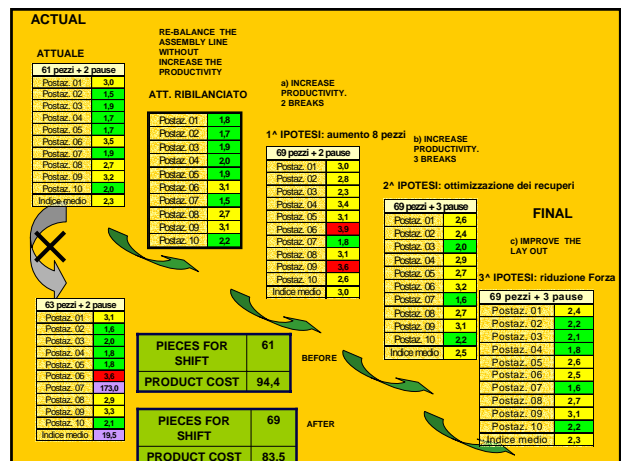 ACTUAL
ATTUALE
61 pezzi + 2 pause
Postaz. 01 3,0
Postaz. 02 1,5
Postaz. 03 1,9
Postaz. 04 1,7
Postaz. 05 1,7
Postaz. 06 3,5
Postaz. 07 1,9
Postaz. 08 2,7
Postaz. 09 3,2
Postaz. 10 2,0
Indice medio 2,3
63 pezzi + 2 pause
Postaz. 01 3,1
Postaz. 02 1,6
Postaz. 03 2,0
Postaz. 04 1,8
Postaz. 05 1,8
Postaz. 06 3,6
Postaz. 07 173,0
Postaz. 08 2,9
Postaz. 09 3,3
Postaz. 10 2,1
Indice medio 19,5
RE-BALANCE THE
ASSEMBLY LINE
WITHOUT
INCREASE THE
PRODUCTIVITY
ATT. RIBILANCIATO
Postaz. 01 1,8
Postaz. 02 1,7
Postaz. 03 1,9
Postaz. 04 2,0
Postaz. 05 1,9
Postaz. 06 3,1
Postaz. 07 1,5
Postaz. 08 2,7
Postaz. 09 3,1
Postaz. 10 2,2
a) INCREASE
PRODUCTIVITY.
2 BREAKS
1^ IPOTESI: aumento 8 pezzi
69 pezzi + 2 pause
Postaz. 01 3,0
Postaz. 02 2,8
Postaz. 03 2,3
Postaz. 04 3,4
Postaz. 05 3,1
Postaz. 06 3,9
Postaz. 07 1,8
Postaz. 08 3,1
Postaz. 09 3,6
Postaz. 10 2,6
Indice medio 3,0
b) INCREASE
PRODUCTIVITY.
3 BREAKS
2^ IPOTESI: ottimizzazione dei recuperi
69 pezzi + 3 pause
Postaz. 01 2,6
Postaz. 02 2,4
Postaz. 03 2,0
Postaz. 04 2,9
Postaz. 05 2,7
Postaz. 06 3,2
Postaz. 07 1,6
Postaz. 08 2,7
Postaz. 09 3,1
Postaz. 10 2,2
Indice medio 2,5
FINAL
c) IMPROVE THE
LAY OUT
3^ IPOTESI: riduzione Forza
69 pezzi + 3 pause
Postaz. 01 2,4
Postaz. 02 2,2
Postaz. 03 2,1
Postaz. 04 1,8
Postaz. 05 2,6
Postaz. 06 2,5
Postaz. 07 1,6
Postaz. 08 2,7
Postaz. 09 3,1
Postaz. 10 2,2
Indice medio 2,3
PIECES FOR
SHIFT 61
PRODUCT COST 94,4
BEFORE
PIECES FOR
SHIFT 69
PRODUCT COST 83,5
AFTER